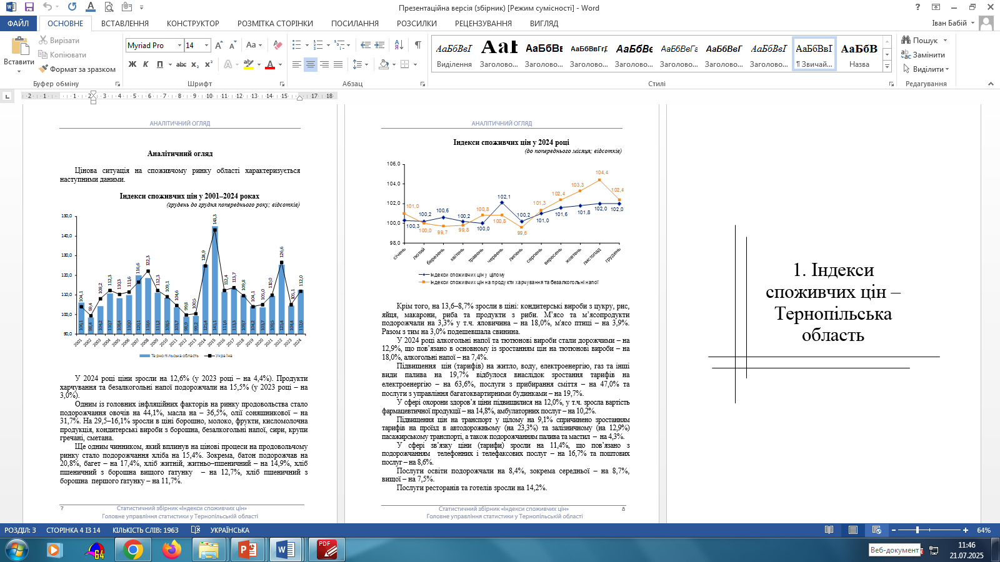 Презентаційна версія (збірник) [Режим сумісності] - Word
ФАЙЛ ОСНОВНЕ ВСТАВЛЕННЯ КОНСТРУКТОР РОЗМІТКА СТОРІНКИ ПОСИЛАННЯ РОЗСИЛКИ РЕЦЕНЗУВАННЯ ВИГЛЯД Іван Бабій
Вставити
Вирізати
Копіювати
Формат за зразком
Буфер обміну
Myriad Pro 14
Шрифт
Абзац
Виділення Заголово... Заголово... Заголово... Заголово... Заголово... Заголово... Заголово... ¶ Звичай... Назва
Стилі
Пошук
Замінити
Виділити
Редагування
АНАЛІТИЧНИЙ ОГЛЯД
Аналітичний огляд
Цінова ситуація на споживчому ринку області характеризується
наступними даними.
Індекси споживчих цін у 2001–2024 роках
(грудень до грудня попереднього року; відсотків)
150,0
140,0
130,0
120,0
110,0
100,0
90,0
104,1 99,4 108,2 112,3 110,3 111,6 116,6 122,3 112,3 109,1 104,6 99,8 100,5 124,9 143,3 112,4 113,7 109,8 104,1 105,0 110,0 126,6 105,1 112,0
106,1 98,4 104,2 110,7 108,4 110,0 120,1 118,6 111,2 108,5 103,7 98,9 99,2 125,4 145,1 111,6 113,3 109,7 104,2 103,7 109,5 125,4 104,4 112,6
2001 2002 2003 2004 2005 2006 2007 2008 2009 2010 2011 2012 2013 2014 2015 2016 2017 2018 2019 2020 2021 2022 2023 2024
Тернопільська область Україна
У 2024 році ціни зросли на 12,6% (у 2023 році – на 4,4%). Продукти
харчування та безалкогольні напої подорожчали на 15,5% (у 2023 році – на
3,0%).
Одним із головних інфляційних факторів на ринку продовольства стало
подорожчання овочів на 44,1%, масла на – 36,5%, олії соняшникової – на
31,7%. На 29,5–16,1% зросли в ціні борошно, молоко, фрукти, кисломолочна
продукція, кондитерські вироби з борошна, безалкогольні напої, сири, крупи
гречані, сметана.
Ще одним чинником, який вплинув на цінові процеси на продовольчому
ринку стало подорожчання хліба на 15,4%. Зокрема, батон подорожчав на
20,8%, багет – на 17,4%, хліб житній, житньо–пшеничний – на 14,9%, хліб
пшеничний з борошна вищого гатунку – на 12,7%, хліб пшеничний з
борошна першого гатунку – на 11,7%.
7 Статистичний збірник «Індекси споживчих цін»
Головне управління статистики у Тернопільській області
АНАЛІТИЧНИЙ ОГЛЯД
Індекси споживчих цін у 2024 році
(до попереднього місяця; відсотків)
106,0
104,0
102,0
100,0
98,0
101,0 100,0 99,7 99,8 100,8 100,8 99,6 101,3 102,4 103,3 104,4 102,4
100,3 100,2 100,6 100,2 100,0 102,1 100,2 101,0 101,6 101,8 102,0 102,0
січень лютий березень квітень травень червень липень серпень вересень жовтень листопад грудень
Індекси споживчих цін у цілому
Індекси споживчих цін на продукти харчування та безалкогольні напої
Крім того, на 13,6–8,7% зросли в ціні: кондитерські вироби з цукру, рис,
яйця, макарони, риба та продукти з риби. М’ясо та м’ясопродукти
подорожчали на 3,3% у т.ч. яловичина – на 18,0%, м'ясо птиці – на 3,9%.
Разом з тим на 3,0% подешевшала свинина.
У 2024 році алкогольні напої та тютюнові вироби стали дорожчими – на
12,9%, що пов’язано в основному із зростанням цін на тютюнові вироби – на
18,0%, алкогольні напої – на 7,4%.
Підвищення цін (тарифів) на житло, воду, електроенергію, газ та інші
види палива на 19,7% відбулося внаслідок зростання тарифів на
електроенергію – на 63,6%, послуги з прибирання сміття – на 47,0% та
послуги з управління багатоквартирними будинками – на 19,7%.
У сфері охорони здоров’я ціни підвищилися на 12,0%, у т.ч. зросла вартість
фармацевтичної продукції – на 14,8%, амбулаторних послуг – на 10,2%.
Підвищення цін на транспорт у цілому на 9,1% спричинено зростанням
тарифів на проїзд в автодорожньому (на 23,3%) та залізничному (на 12,9%)
пасажирському транспорті, а також подорожчанням палива та мастил – на 4,3%.
У сфері зв’язку ціни (тарифи) зросли на 11,4%, що пов’язано з
подорожчанням телефонних і телефаксових послуг – на 16,7% та поштових
послуг – на 8,6%.
Послуги освіти подорожчали на 8,4%, зокрема середньої – на 8,7%,
вищої – на 7,5%.
Послуги ресторанів та готелів зросли на 14,2%.
Статистичний збірник «Індекси споживчих цін» 8
Головне управління статистики у Тернопільській області
1. Індекси
споживчих цін –
Тернопільська
область
РОЗДІЛ: 3 СТОРІНКА 4 ІЗ 14 КІЛЬКІСТЬ СЛІВ: 1963 УКРАЇНСЬКА 64%
Веб-документ
11:46
21.07.2025